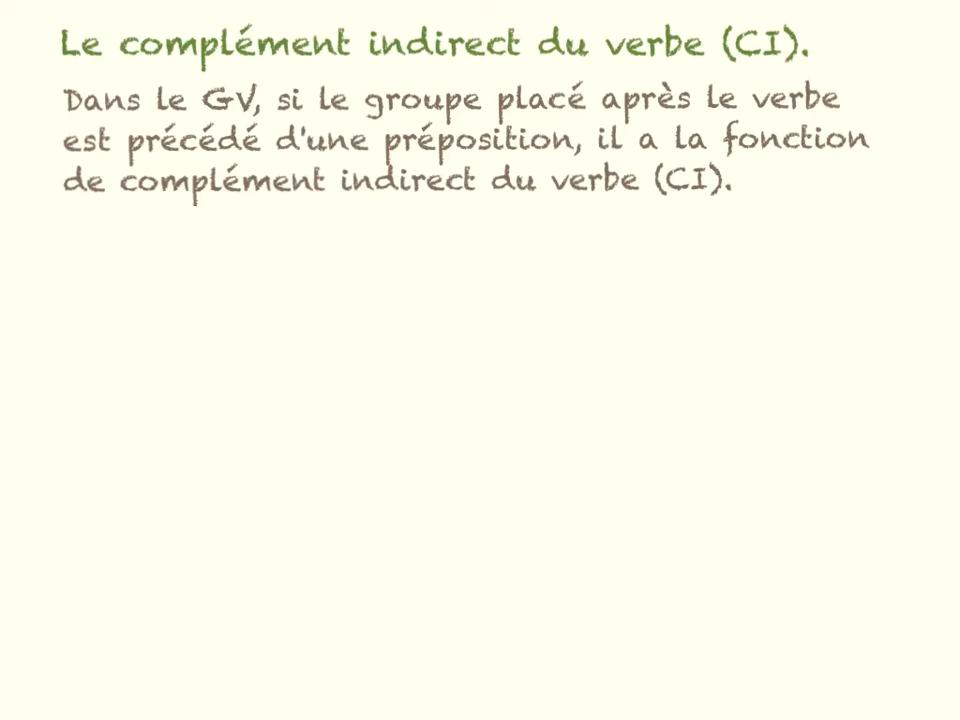 Le complément indirect du verbe (CI).
Dans le GV, si le groupe placé après le verbe
est précédé d'une préposition, il a la fonction
de complément indirect du verbe (CI).